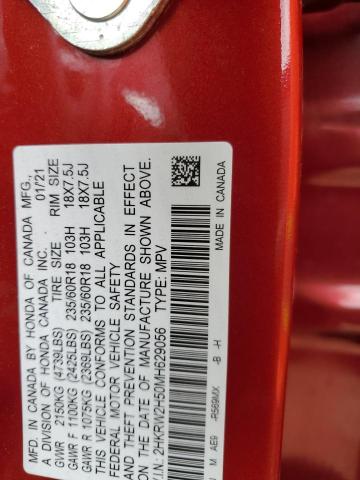 MFD. IN CANADA BY HONDA OF CANADA MFG.,
A DIVISION OF HONDA CANADA INC. 01/21
GVWR 2150KG (4739LBS) TIRE SIZE RIM SIZE
GAWR F 1100KG (2425LBS) 235/60R18 103H 18X7.5J
GAWR R 1075KG (2369LBS) 235/60R18 103H 18X7.5J
THIS VEHICLE CONFORMS TO ALL APPLICABLE
FEDERAL MOTOR VEHICLE SAFETY
AND THEFT PREVENTION STANDARDS IN EFFECT
ON THE DATE OF MANUFACTURE SHOWN ABOVE.
V.I.N: 2HKRW2H50MH629056 TYPE: MPV
M AE9 -R569MX -B -H
MADE IN CANADA